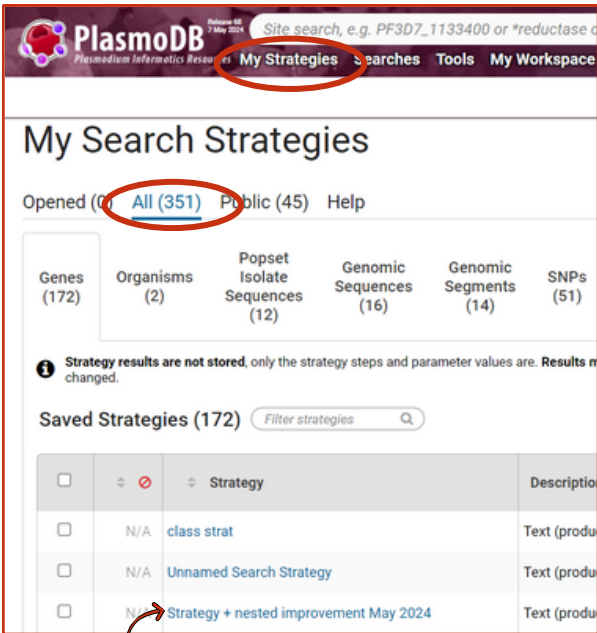 PlasmoDB
Release 68
7 May 2024
Plasmodium Informatics Resources
Site search, e.g. PF3D7_1133400 or *reductase
My Strategies Searches Tools My Workspace
My Search Strategies
Opened (0) All (351) Public (45) Help
Genes (172)
Organisms (2)
Popset Isolate Sequences (12)
Genomic Sequences (16)
Genomic Segments (14)
SNPs (51)
Strategy results are not stored, only the strategy steps and parameter values are. Results
changed.
Saved Strategies (172) Filter strategies
Strategy Description
N/A class strat Text (produ
N/A Unnamed Search Strategy Text (produ
N/A Strategy + nested improvement May 2024 Text (produ